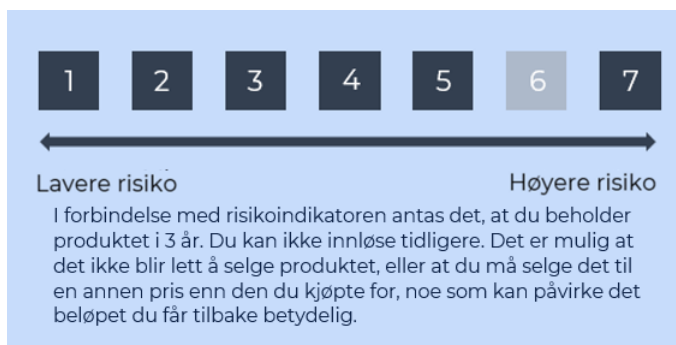 1 2 3 4 5 6 7
Lavere risiko Høyere risiko
I forbindelse med risikoindikatoren antas det, at du beholder
produktet i 3 år. Du kan ikke innløse tidligere. Det er mulig at
det ikke blir lett å selge produktet, eller at du må selge det til
en annen pris enn den du kjøpte for, noe som kan påvirke det
beløpet du får tilbake betydelig.